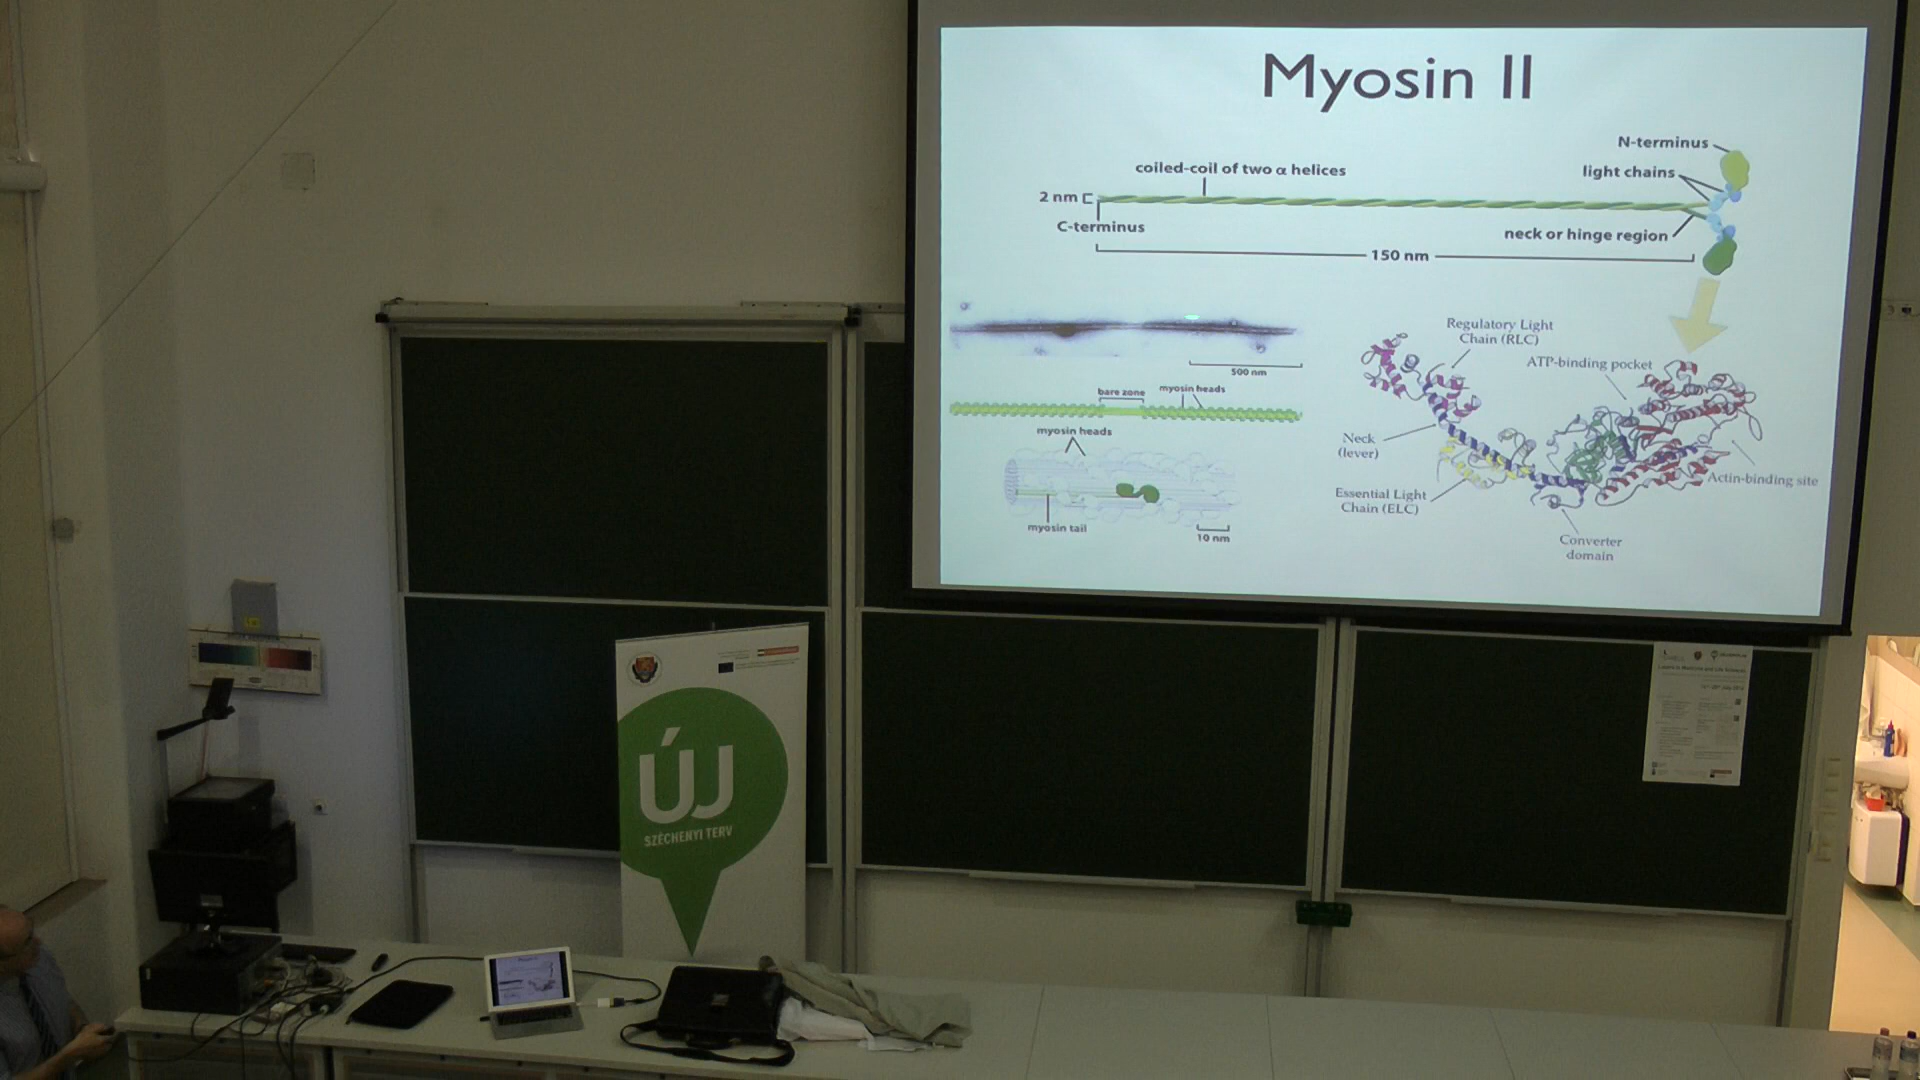 Myosin II
N-terminus
coiled-coil of two α helices
light chains
2 nm
C-terminus
neck or hinge region
150 nm
500 nm
bare zone
myosin heads
myosin heads
myosin tail
10 nm
Regulatory Light
Chain (RLC)
ATP-binding pocket
Neck
(lever)
Essential Light
Chain (ELC)
Actin-binding site
Converter
domain
ÚJ
SZÉCHENYI TERV